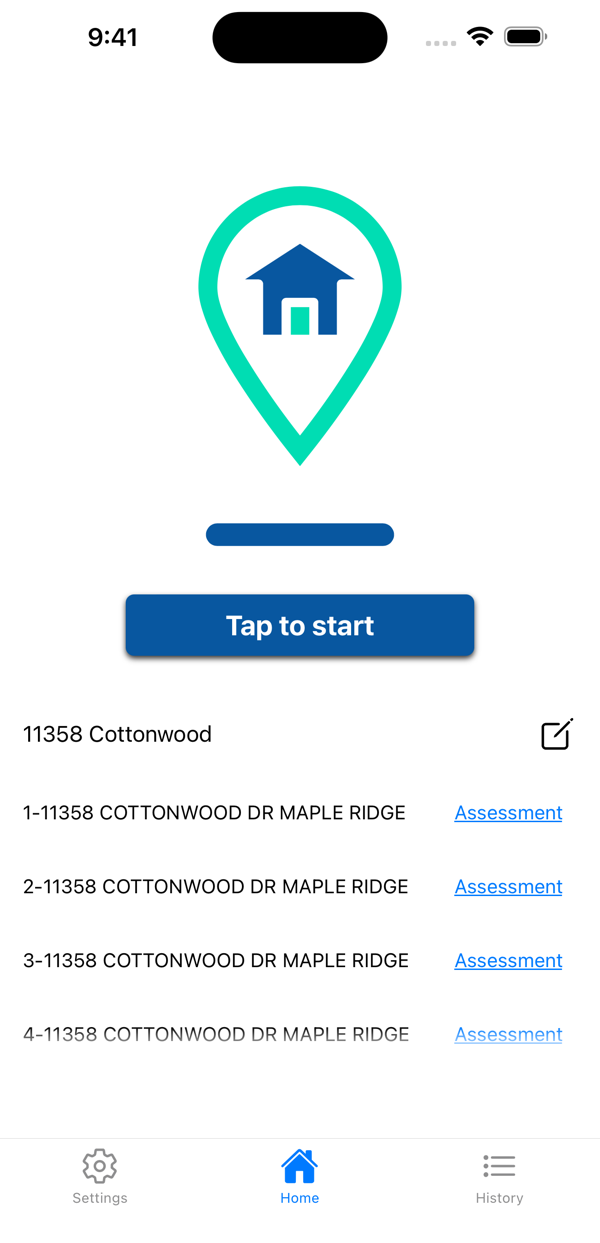 9:41
Tap to start
11358 Cottonwood
1-11358 COTTONWOOD DR MAPLE RIDGE Assessment
2-11358 COTTONWOOD DR MAPLE RIDGE Assessment
3-11358 COTTONWOOD DR MAPLE RIDGE Assessment
4-11358 COTTONWOOD DR MAPLE RIDGE Assessment
Settings Home History